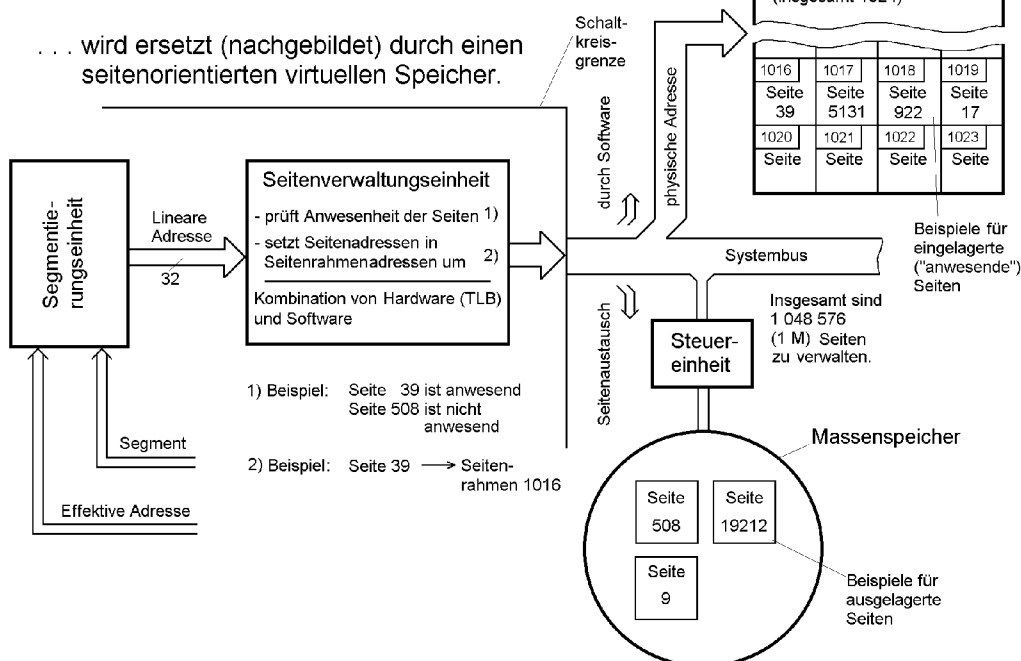 (insgesamt 1024)
. . . wird ersetzt (nachgebildet) durch einen
seitenorientierten virtuellen Speicher.
Schalt-
kreis-
grenze
1016 1017 1018 1019
Seite Seite Seite Seite
39 5131 922 17
1020 1021 1022 1023
Seite Seite Seite Seite
durch Software
physische Adresse
Segmentie-
rungseinheit
Lineare
Adresse
32
Seitenverwaltungseinheit
- prüft Anwesenheit der Seiten 1)
- setzt Seitenadressen in
Seitenrahmenadressen um 2)
Kombination von Hardware (TLB)
und Software
Systembus
Beispiele für
eingelagerte
("anwesende")
Seiten
Seitenaustausch
Steuer-
einheit
Insgesamt sind
1 048 576
(1 M) Seiten
zu verwalten.
1) Beispiel: Seite 39 ist anwesend
Seite 508 ist nicht
anwesend
2) Beispiel: Seite 39 → Seiten-
rahmen 1016
Segment
Effektive Adresse
Massenspeicher
Seite Seite
508 19212
Seite
9
Beispiele für
ausgelagerte
Seiten